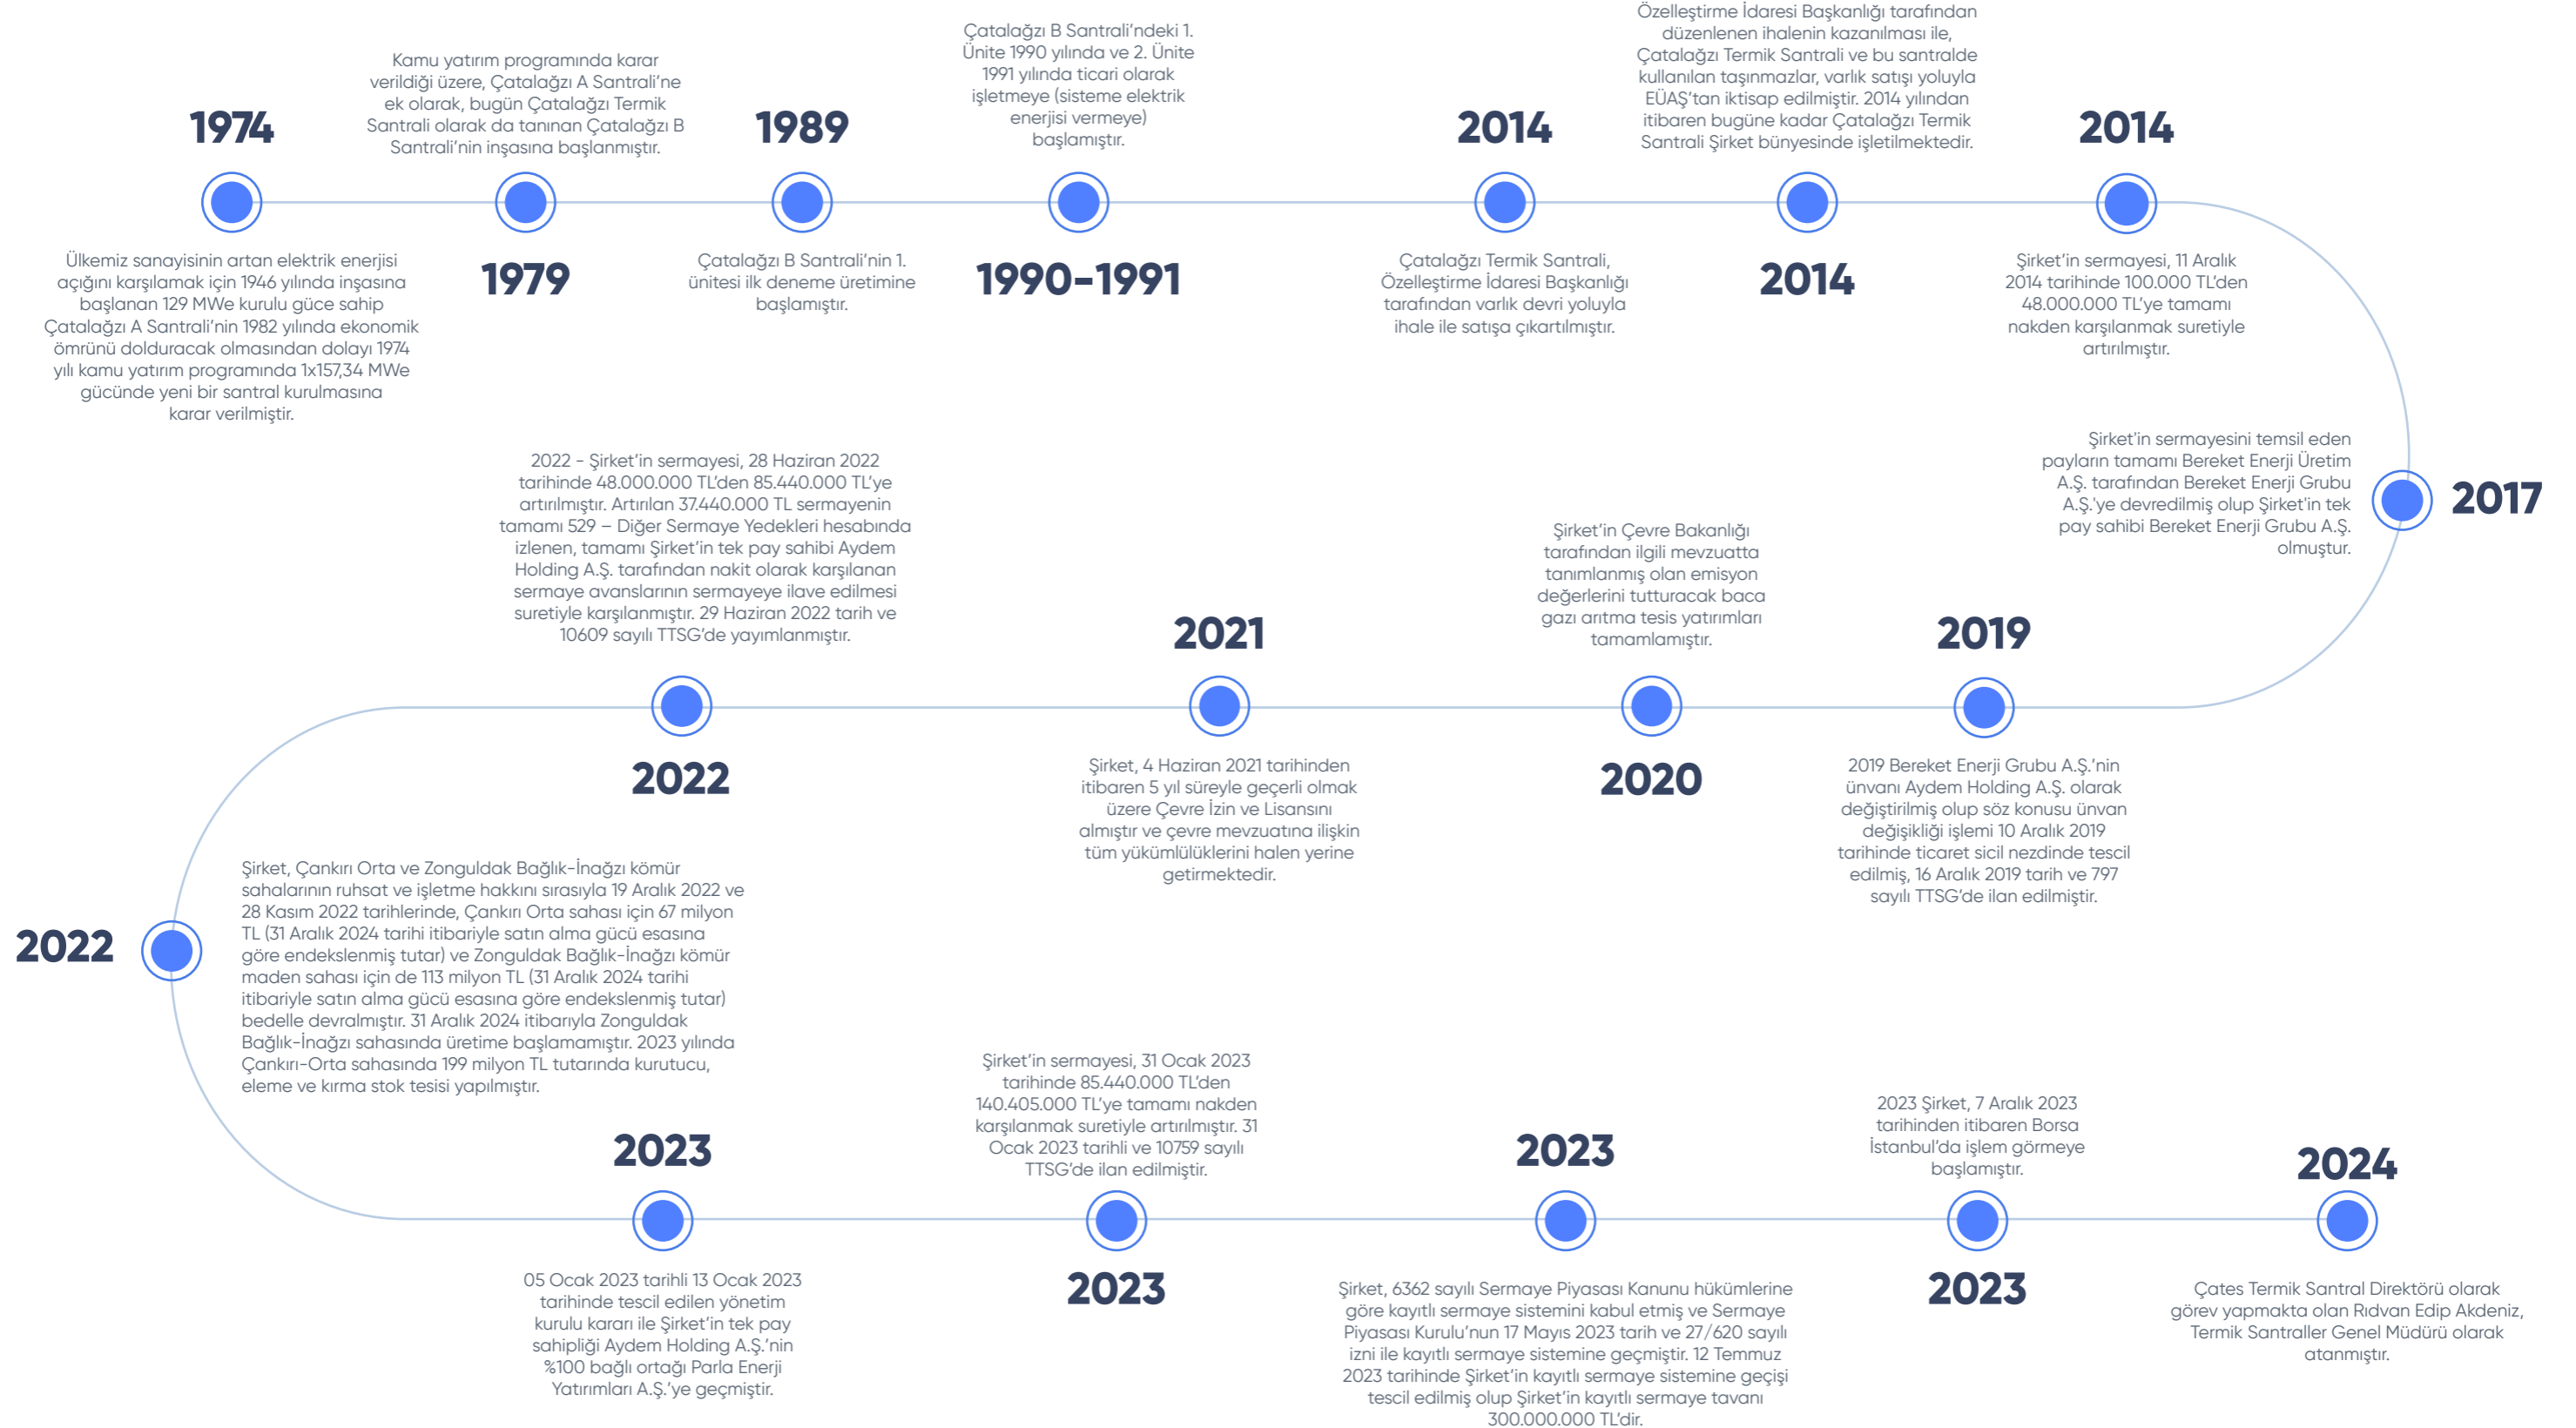 1974
Ülkemiz sanayisinin artan elektrik enerjisi
açığını karşılamak için 1946 yılında inşasına
başlanan 129 MWe kurulu güce sahip
Çatalağzı A Santrali’nin 1982 yılında ekonomik
ömrünü dolduracak olmasından dolayı 1974
yılı kamu yatırım programında 1x157,34 MWe
gücünde yeni bir santral kurulmasına
karar verilmiştir.
Kamu yatırım programında karar
verildiği üzere, Çatalağzı A Santrali’ne
ek olarak, bugün Çatalağzı Termik
Santrali olarak da tanınan Çatalağzı B
Santrali’nin inşasına başlanmıştır.
1979
1989
Çatalağzı B Santrali’nin 1.
ünitesi ilk deneme üretimine
başlamıştır.
Çatalağzı B Santrali’ndeki 1.
Ünite 1990 yılında ve 2. Ünite
1991 yılında ticari olarak
işletmeye (sisteme elektrik
enerjisi vermeye)
başlamıştır.
1990-1991
2014
Çatalağzı Termik Santrali,
Özelleştirme İdaresi Başkanlığı
tarafından varlık devri yoluyla
ihale ile satışa çıkartılmıştır.
Özelleştirme İdaresi Başkanlığı tarafından
düzenlenen ihalenin kazanılması ile,
Çatalağzı Termik Santrali ve bu santralde
kullanılan taşınmazlar, varlık satışı yoluyla
EÜAŞ’tan iktisap edilmiştir. 2014 yılından
itibaren bugüne kadar Çatalağzı Termik
Santrali Şirket bünyesinde işletilmektedir.
2014
2014
Şirket’in sermayesi, 11 Aralık
2014 tarihinde 100.000 TL’den
48.000.000 TL’ye tamamı
nakden karşılanmak suretiyle
artırılmıştır.
Şirket'in sermayesini temsil eden
payların tamamı Bereket Enerji Üretim
A.Ş. tarafından Bereket Enerji Grubu
A.Ş.'ye devredilmiş olup Şirket'in tek
pay sahibi Bereket Enerji Grubu A.Ş.
olmuştur.
2017
2019
2019 Bereket Enerji Grubu A.Ş.’nin
ünvanı Aydem Holding A.Ş. olarak
değiştirilmiş olup söz konusu ünvan
değişikliği işlemi 10 Aralık 2019
tarihinde ticaret sicil nezdinde tescil
edilmiş, 16 Aralık 2019 tarih ve 797
sayılı TTSG’de ilan edilmiştir.
Şirket’in Çevre Bakanlığı
tarafından ilgili mevzuatta
tanımlanmış olan emisyon
değerlerini tutturacak baca
gazı arıtma tesis yatırımları
tamamlamıştır.
2020
2021
Şirket, 4 Haziran 2021 tarihinden
itibaren 5 yıl süreyle geçerli olmak
üzere Çevre İzin ve Lisansını
almıştır ve çevre mevzuatına ilişkin
tüm yükümlülüklerini halen yerine
getirmektedir.
2022 - Şirket’in sermayesi, 28 Haziran 2022
tarihinde 48.000.000 TL’den 85.440.000 TL’ye
artırılmıştır. Artırılan 37.440.000 TL sermayenin
tamamı 529 – Diğer Sermaye Yedekleri hesabında
izlenen, tamamı Şirket’in tek pay sahibi Aydem
Holding A.Ş. tarafından nakit olarak karşılanan
sermaye avanslarının sermayeye ilave edilmesi
suretiyle karşılanmıştır. 29 Haziran 2022 tarih ve
10609 sayılı TTSG’de yayımlanmıştır.
2022
2022
Şirket, Çankırı Orta ve Zonguldak Bağlık-İnağzı kömür
sahalarının ruhsat ve işletme hakkını sırasıyla 19 Aralık 2022 ve
28 Kasım 2022 tarihlerinde, Çankırı Orta sahası için 67 milyon
TL (31 Aralık 2024 tarihi itibariyle satın alma gücü esasına
göre endekslenmiş tutar) ve Zonguldak Bağlık-İnağzı kömür
maden sahası için de 113 milyon TL (31 Aralık 2024 tarihi
itibariyle satın alma gücü esasına göre endekslenmiş tutar)
bedelle devralmıştır. 31 Aralık 2024 itibarıyla Zonguldak
Bağlık-İnağzı sahasında üretime başlamamıştır. 2023 yılında
Çankırı-Orta sahasında 199 milyon TL tutarında kurutucu,
eleme ve kırma stok tesisi yapılmıştır.
2023
05 Ocak 2023 tarihli 13 Ocak 2023
tarihinde tescil edilen yönetim
kurulu kararı ile Şirket’in tek pay
sahipliği Aydem Holding A.Ş.’nin
%100 bağlı ortağı Parla Enerji
Yatırımları A.Ş.’ye geçmiştir.
Şirket’in sermayesi, 31 Ocak 2023
tarihinde 85.440.000 TL’den
140.405.000 TL’ye tamamı nakden
karşılanmak suretiyle artırılmıştır. 31
Ocak 2023 tarihli ve 10759 sayılı
TTSG’de ilan edilmiştir.
2023
2023
Şirket, 6362 sayılı Sermaye Piyasası Kanunu hükümlerine
göre kayıtlı sermaye sistemini kabul etmiş ve Sermaye
Piyasası Kurulu’nun 17 Mayıs 2023 tarih ve 27/620 sayılı
izni ile kayıtlı sermaye sistemine geçmiştir. 12 Temmuz
2023 tarihinde Şirket’in kayıtlı sermaye sistemine geçişi
tescil edilmiş olup Şirket’in kayıtlı sermaye tavanı
300.000.000 TL’dir.
2023 Şirket, 7 Aralık 2023
tarihinden itibaren Borsa
İstanbul’da işlem görmeye
başlamıştır.
2023
2024
Çates Termik Santral Direktörü olarak
görev yapmakta olan Rıdvan Edip Akdeniz,
Termik Santraller Genel Müdürü olarak
atanmıştır.